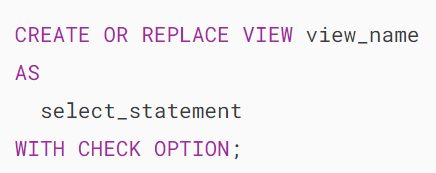 CREATE OR REPLACE VIEW view_name
AS
  select_statement
WITH CHECK OPTION;